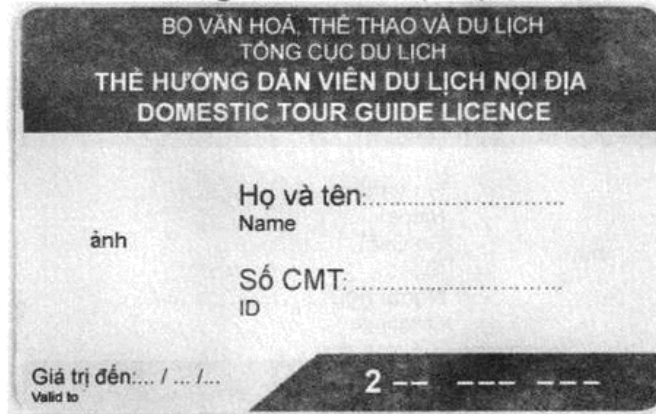 BỘ VĂN HOÁ, THỂ THAO VÀ DU LỊCH
TỔNG CỤC DU LỊCH
THẺ HƯỚNG DẪN VIÊN DU LỊCH NỘI ĐỊA
DOMESTIC TOUR GUIDE LICENCE
ảnh
Họ và tên:..............................
Name
Số CMT: ..............................
ID
Giá trị đến:... / ... /...
Valid to
2 –– ––– –––